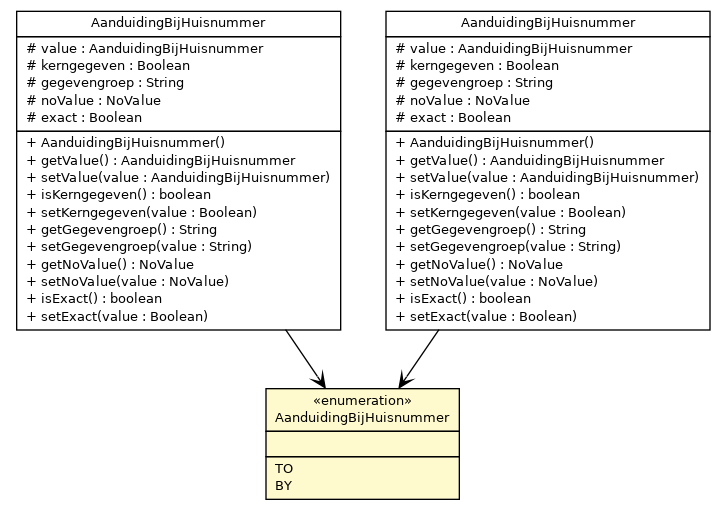 AanduidingBijHuisnummer
# value : AanduidingBijHuisnummer
# kerngegeven : Boolean
# gegevengroep : String
# noValue : NoValue
# exact : Boolean
+ AanduidingBijHuisnummer()
+ getValue() : AanduidingBijHuisnummer
+ setValue(value : AanduidingBijHuisnummer)
+ isKerngegeven() : boolean
+ setKerngegeven(value : Boolean)
+ getGegevengroep() : String
+ setGegevengroep(value : String)
+ getNoValue() : NoValue
+ setNoValue(value : NoValue)
+ isExact() : boolean
+ setExact(value : Boolean)
AanduidingBijHuisnummer
# value : AanduidingBijHuisnummer
# kerngegeven : Boolean
# gegevengroep : String
# noValue : NoValue
# exact : Boolean
+ AanduidingBijHuisnummer()
+ getValue() : AanduidingBijHuisnummer
+ setValue(value : AanduidingBijHuisnummer)
+ isKerngegeven() : boolean
+ setKerngegeven(value : Boolean)
+ getGegevengroep() : String
+ setGegevengroep(value : String)
+ getNoValue() : NoValue
+ setNoValue(value : NoValue)
+ isExact() : boolean
+ setExact(value : Boolean)
«enumeration»
AanduidingBijHuisnummer
TO
BY